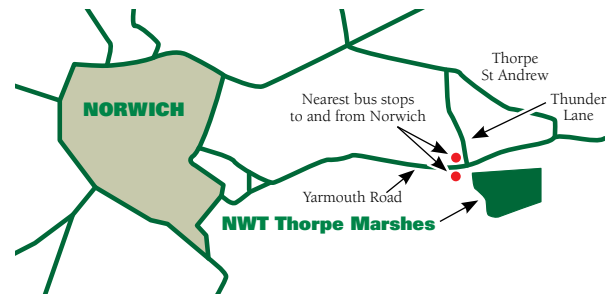 Thorpe
St Andrew
NORWICH
Nearest bus stops
to and from Norwich
Thunder
Lane
Yarmouth Road
NWT Thorpe Marshes